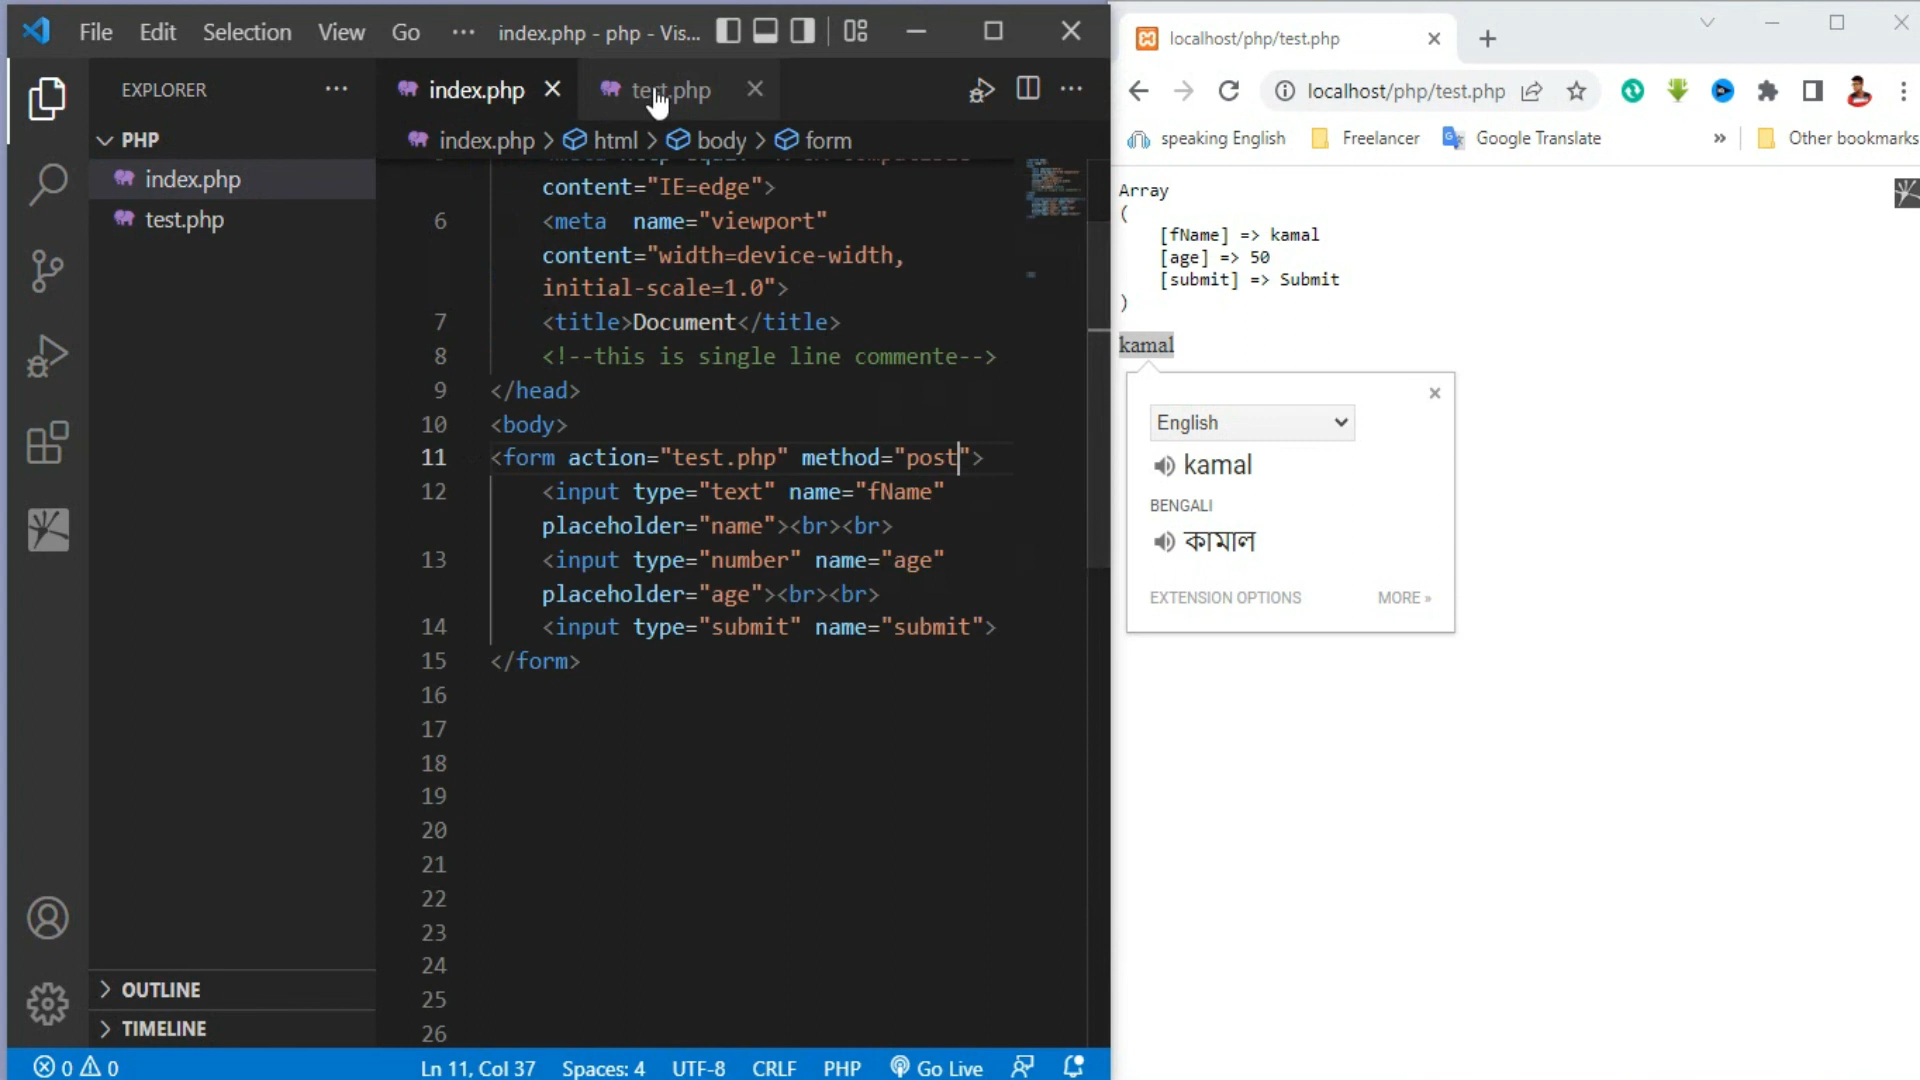 File Edit Selection View Go ··· index.php - php - Vis...
EXPLORER ···
PHP
index.php
test.php
OUTLINE
TIMELINE
index.php test.php
index.php > html > body > form
content="IE=edge">
6 <meta name="viewport"
content="width=device-width,
initial-scale=1.0">
7 <title>Document</title>
8 <!--this is single line commente-->
9 </head>
10 <body>
11 <form action="test.php" method="post">
12 <input type="text" name="fName"
placeholder="name"><br><br>
13 <input type="number" name="age"
placeholder="age"><br><br>
14 <input type="submit" name="submit">
15 </form>
16
17
18
19
20
21
22
23
24
25
26
0 0 Ln 11, Col 37 Spaces: 4 UTF-8 CRLF PHP Go Live
localhost/php/test.php
localhost/php/test.php
speaking English Freelancer Google Translate » Other bookmarks
Array
(
[fName] => kamal
[age] => 50
[submit] => Submit
)
kamal
English
kamal
BENGALI
কামাল
EXTENSION OPTIONS MORE »